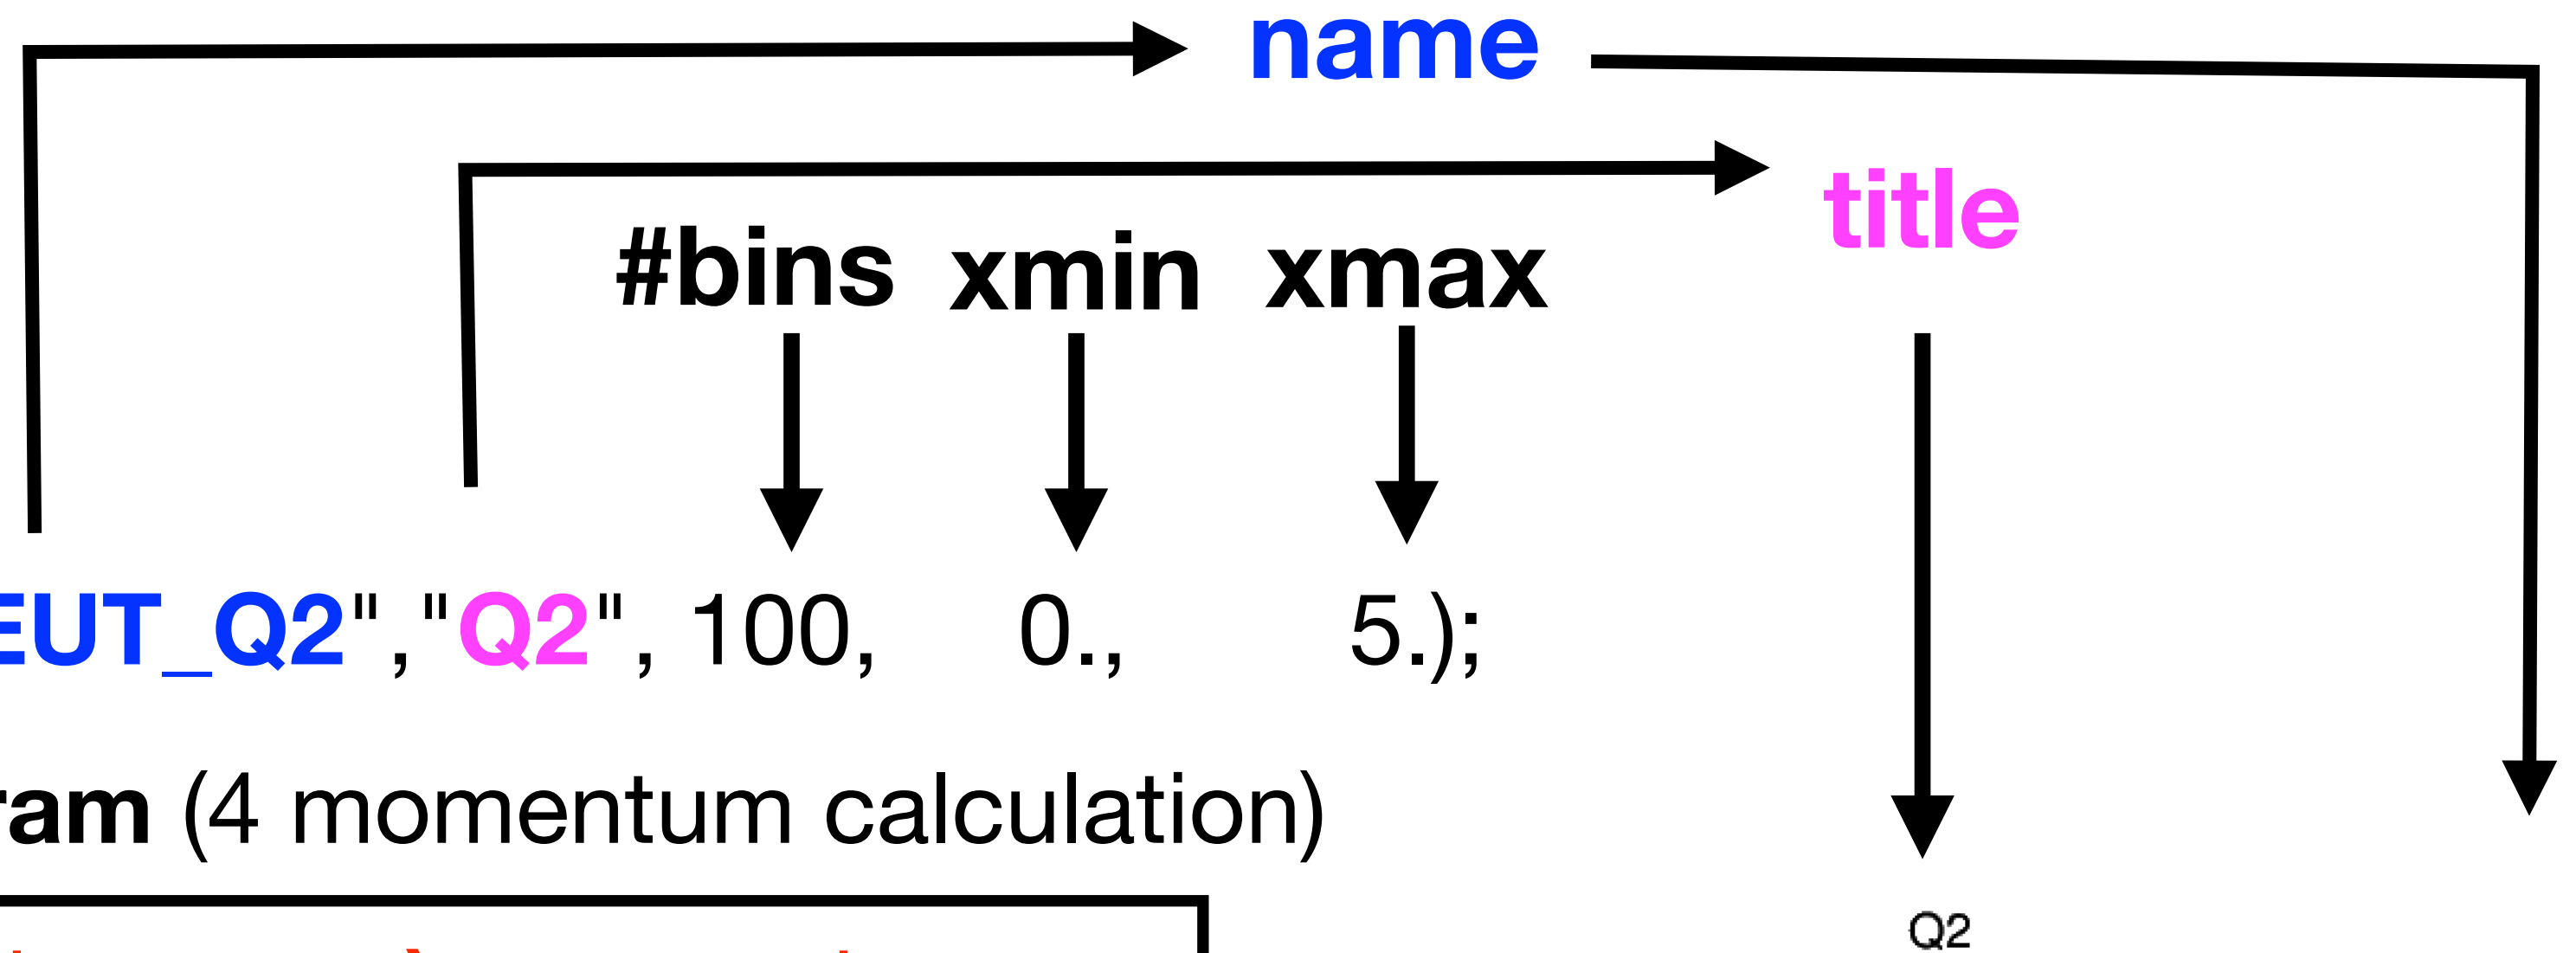 name
title
#bins xmin xmax
EUT_Q2","Q2", 100, 0., 5.);
ram (4 momentum calculation)
Q2